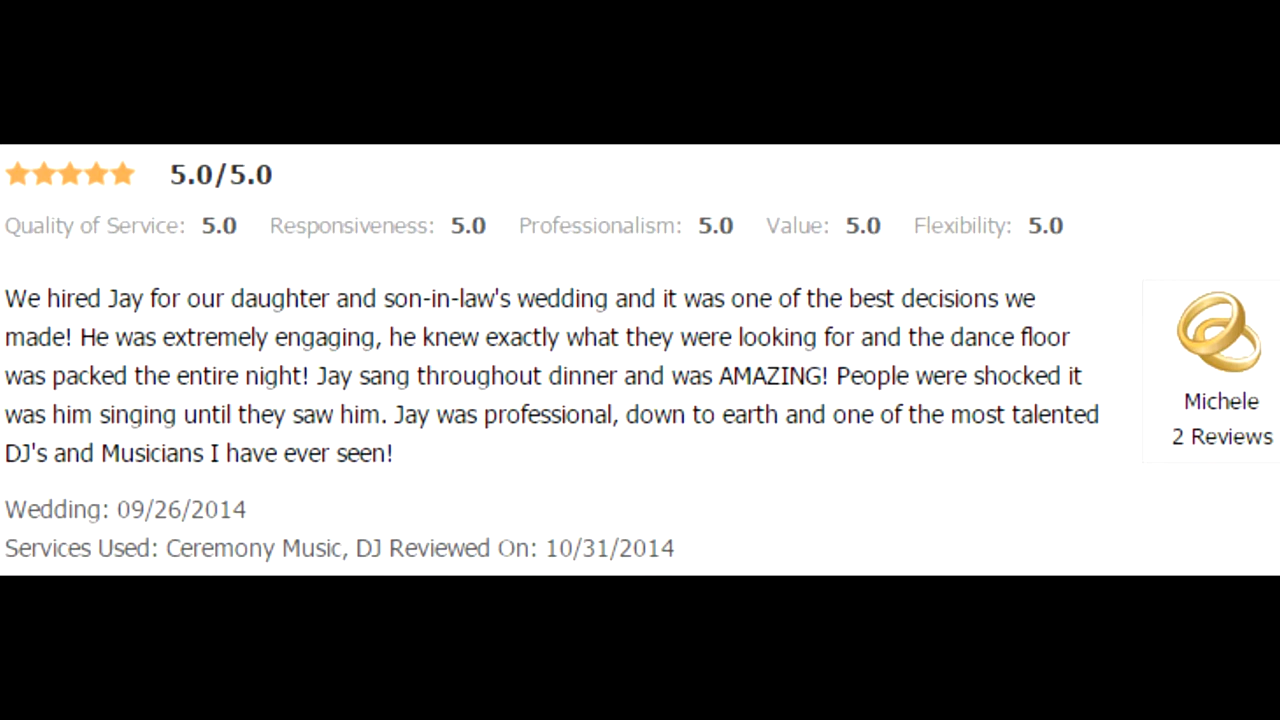 5.0/5.0
Quality of Service: 5.0 Responsiveness: 5.0 Professionalism: 5.0 Value: 5.0 Flexibility: 5.0
We hired Jay for our daughter and son-in-law's wedding and it was one of the best decisions we
made! He was extremely engaging, he knew exactly what they were looking for and the dance floor
was packed the entire night! Jay sang throughout dinner and was AMAZING! People were shocked it
was him singing until they saw him. Jay was professional, down to earth and one of the most talented
DJ's and Musicians I have ever seen!
Michele
2 Reviews
Wedding: 09/26/2014
Services Used: Ceremony Music, DJ Reviewed On: 10/31/2014